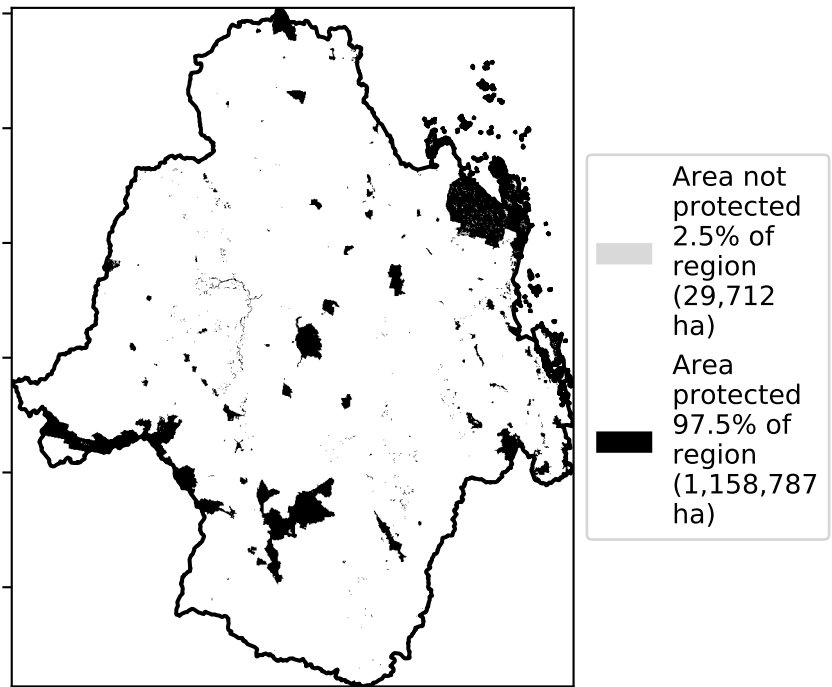 Area not
protected
2.5% of
region
(29,712
ha)
Area
protected
97.5% of
region
(1,158,787
ha)